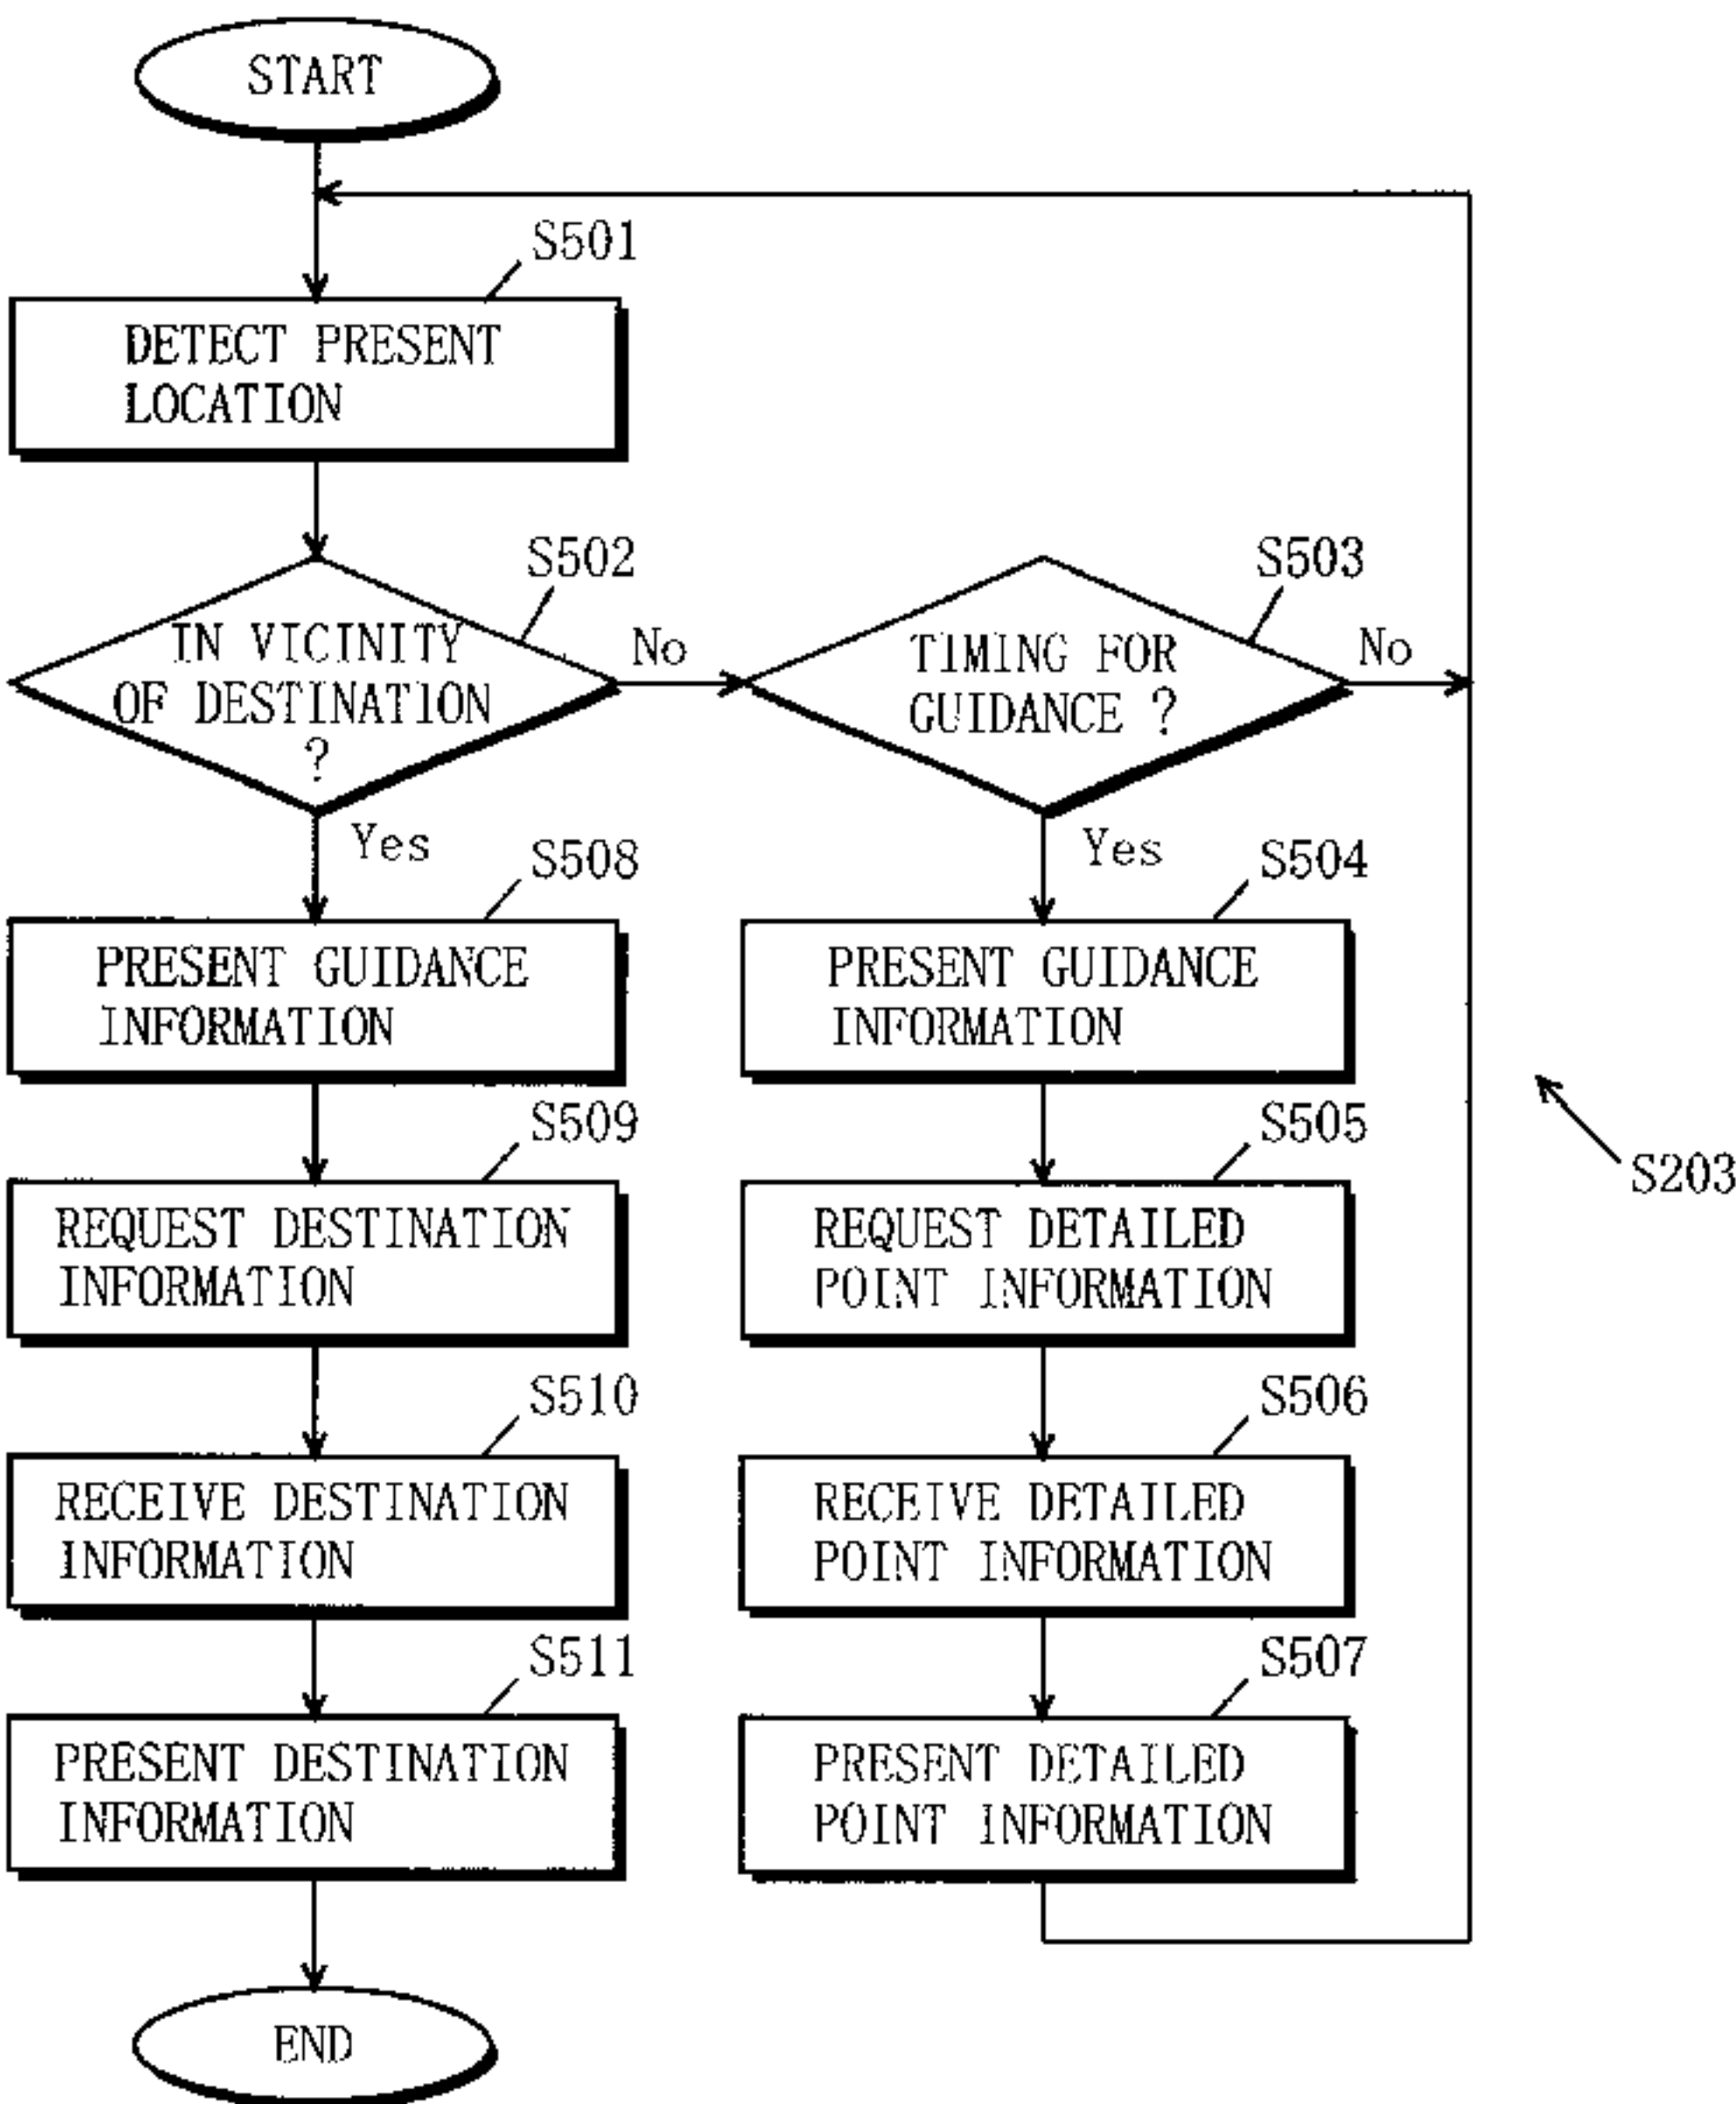 START
S501
DETECT PRESENT
LOCATION
S502
IN VICINITY
OF DESTINATION
?
No
Yes
S503
TIMING FOR
GUIDANCE ?
No
Yes
S508
PRESENT GUIDANCE
INFORMATION
S504
PRESENT GUIDANCE
INFORMATION
S509
REQUEST DESTINATION
INFORMATION
S505
REQUEST DETAILED
POINT INFORMATION
S203
S510
RECEIVE DESTINATION
INFORMATION
S506
RECEIVE DETAILED
POINT INFORMATION
S511
PRESENT DESTINATION
INFORMATION
S507
PRESENT DETAILED
POINT INFORMATION
END